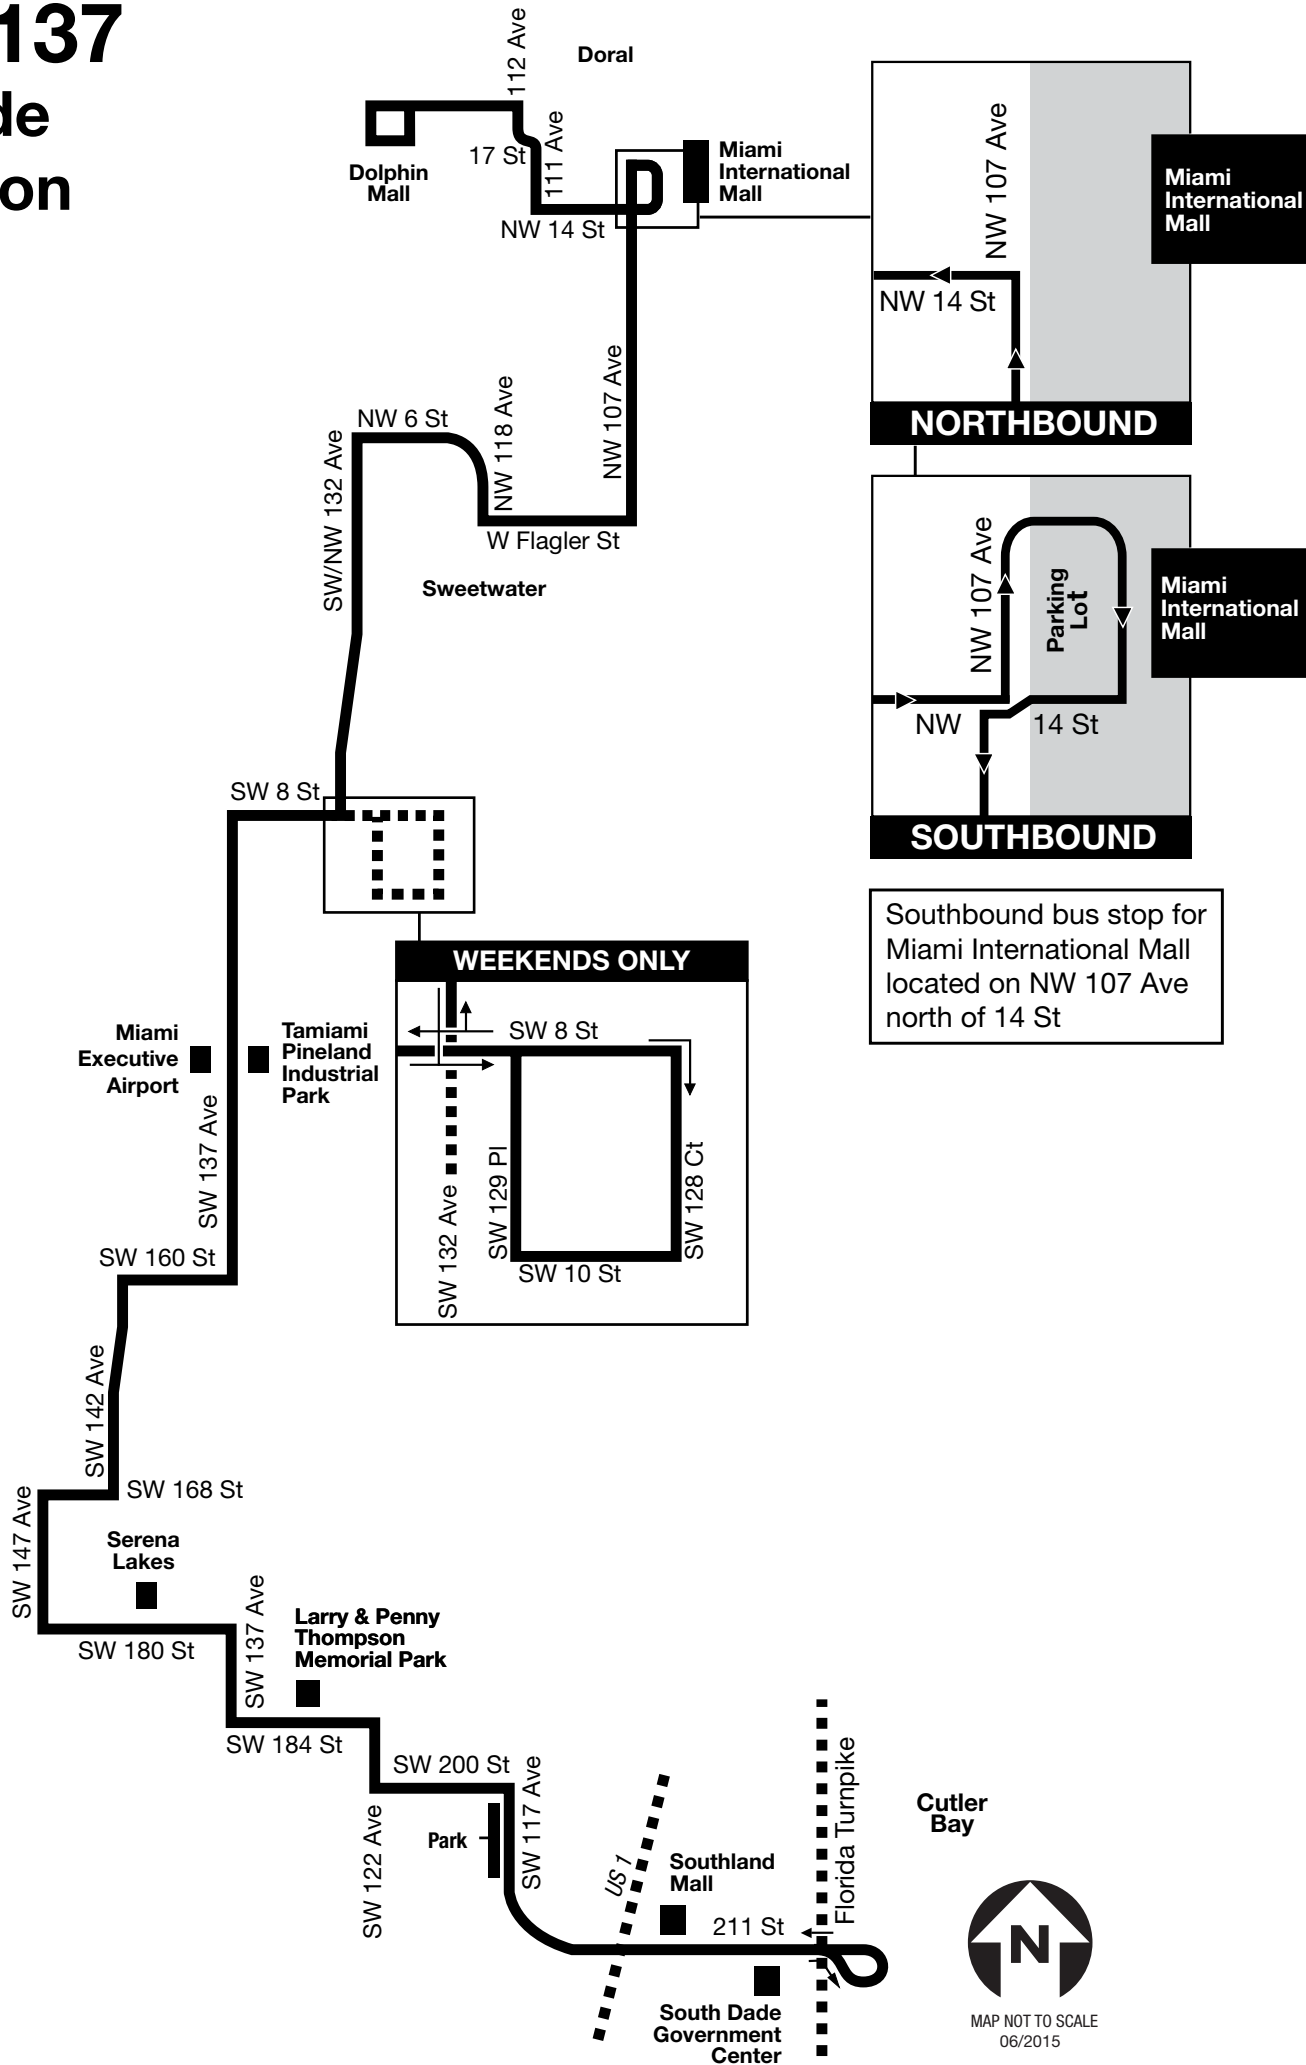 137
de
on
112 Ave
Doral
17 St
111 Ave
Dolphin
Mall
Miami
International
Mall
NW 14 St
NW 107 Ave
Miami
International
Mall
NW 14 St
NORTHBOUND
NW 6 St
NW 118 Ave
NW 107 Ave
SW/NW 132 Ave
W Flagler St
Sweetwater
NW 107 Ave
Parking
Lot
Miami
International
Mall
NW 14 St
SOUTHBOUND
Southbound bus stop for
Miami International Mall
located on NW 107 Ave
north of 14 St
SW 8 St
WEEKENDS ONLY
SW 8 St
SW 129 Pl
SW 128 Ct
SW 132 Ave
SW 10 St
Miami
Executive
Airport
Tamiami
Pineland
Industrial
Park
SW 137 Ave
SW 160 St
SW 142 Ave
SW 168 St
SW 147 Ave
Serena
Lakes
SW 180 St
SW 137 Ave
Larry & Penny
Thompson
Memorial Park
SW 184 St
SW 200 St
SW 122 Ave
Park
SW 117 Ave
US 1
Southland
Mall
211 St
Florida Turnpike
Cutler
Bay
South Dade
Government
Center
N
MAP NOT TO SCALE
06/2015